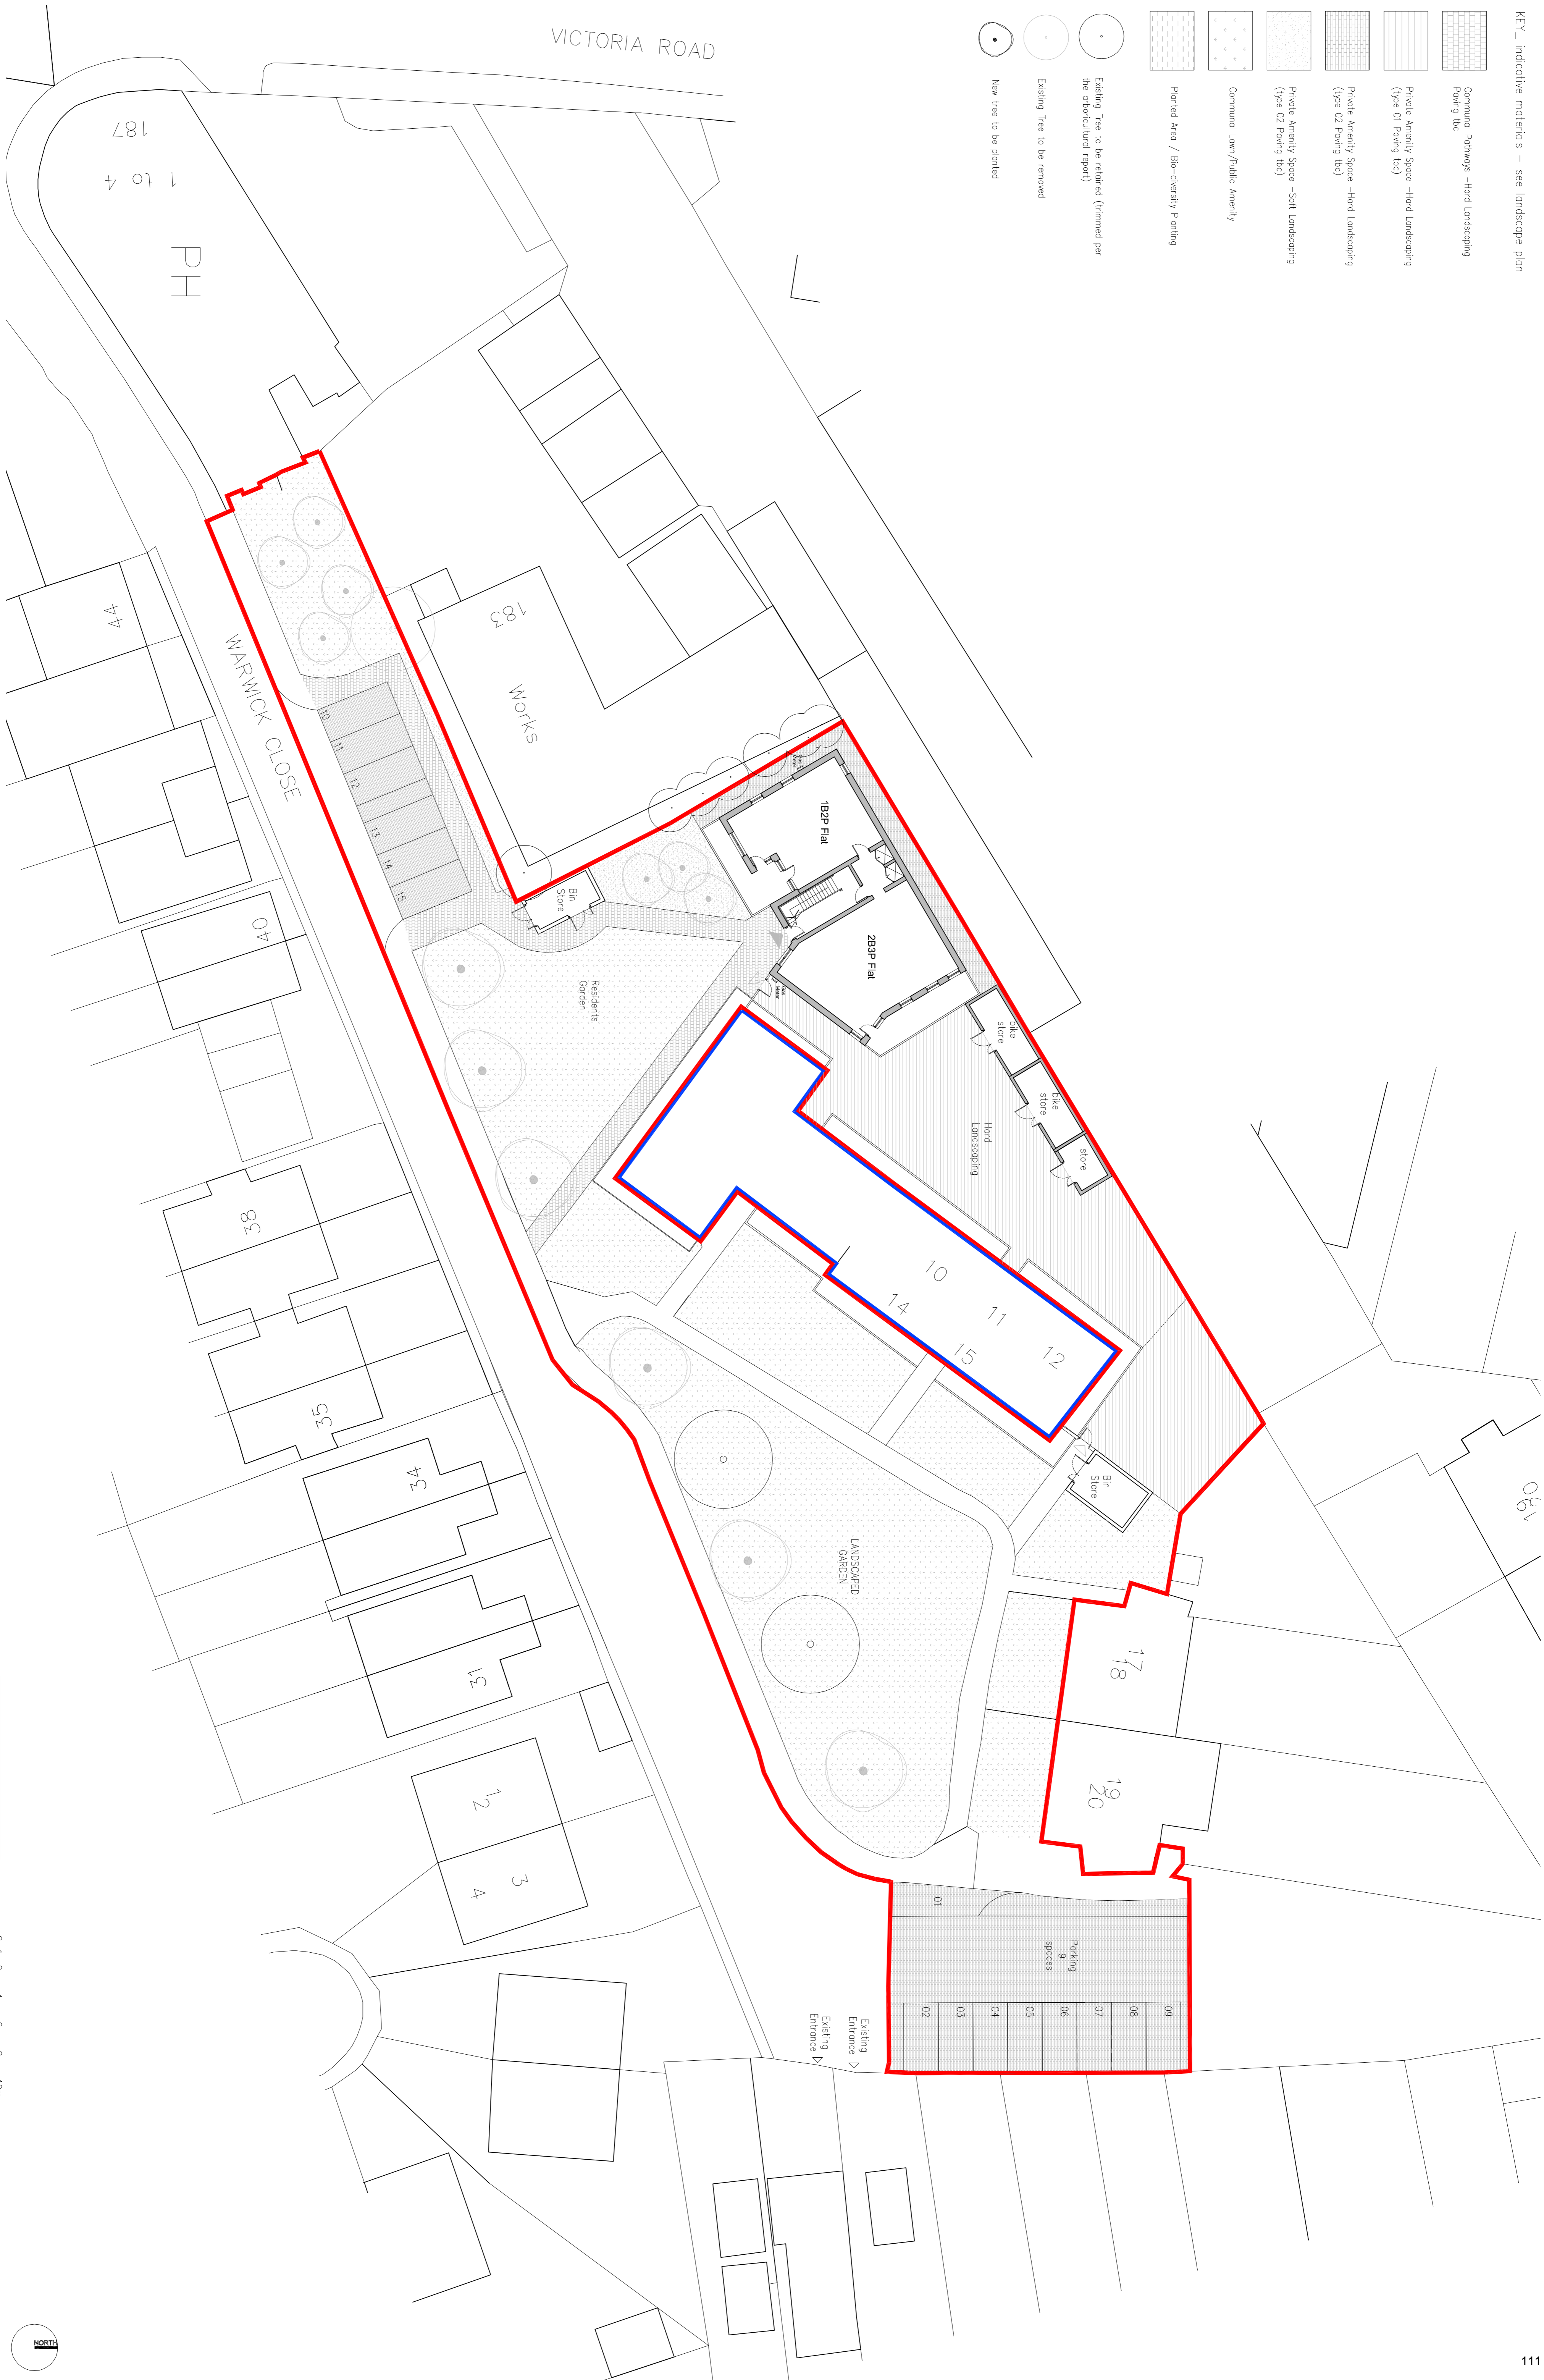 KEY_ indicative materials - see landscape plan
Communal Pathways -Hard Landscaping
Paving tbc
Private Amenity Space -Hard Landscaping
(type 01 Paving tbc)
Private Amenity Space -Hard Landscaping
(type 02 Paving tbc)
Private Amenity Space -Soft Landscaping
(type 02 Paving tbc)
Communal Lawn/Public Amenity
Planted Area / Bio-diversity Planting
Existing Tree to be retained (trimmed per
the arboricultural report)
Existing Tree to be removed
New tree to be planted
VICTORIA ROAD
187
1 to 4
PH
183
Works
WARWICK CLOSE
44
40
38
35
34
31
1
2
3
4
10
11
12
13
14
15
Bin
Store
Gas
Meter
1B2P Flat
2B3P Flat
Gas
Meter
Residents
Garden
bike
store
bike
store
store
Hard
Landscaping
10
11
12
14
15
Bin
Store
LANDSCAPED
GARDEN
17
18
19
20
190
01
Parking
9
spaces
02
03
04
05
06
07
08
09
Existing
Entrance
Existing
Entrance
NORTH
111